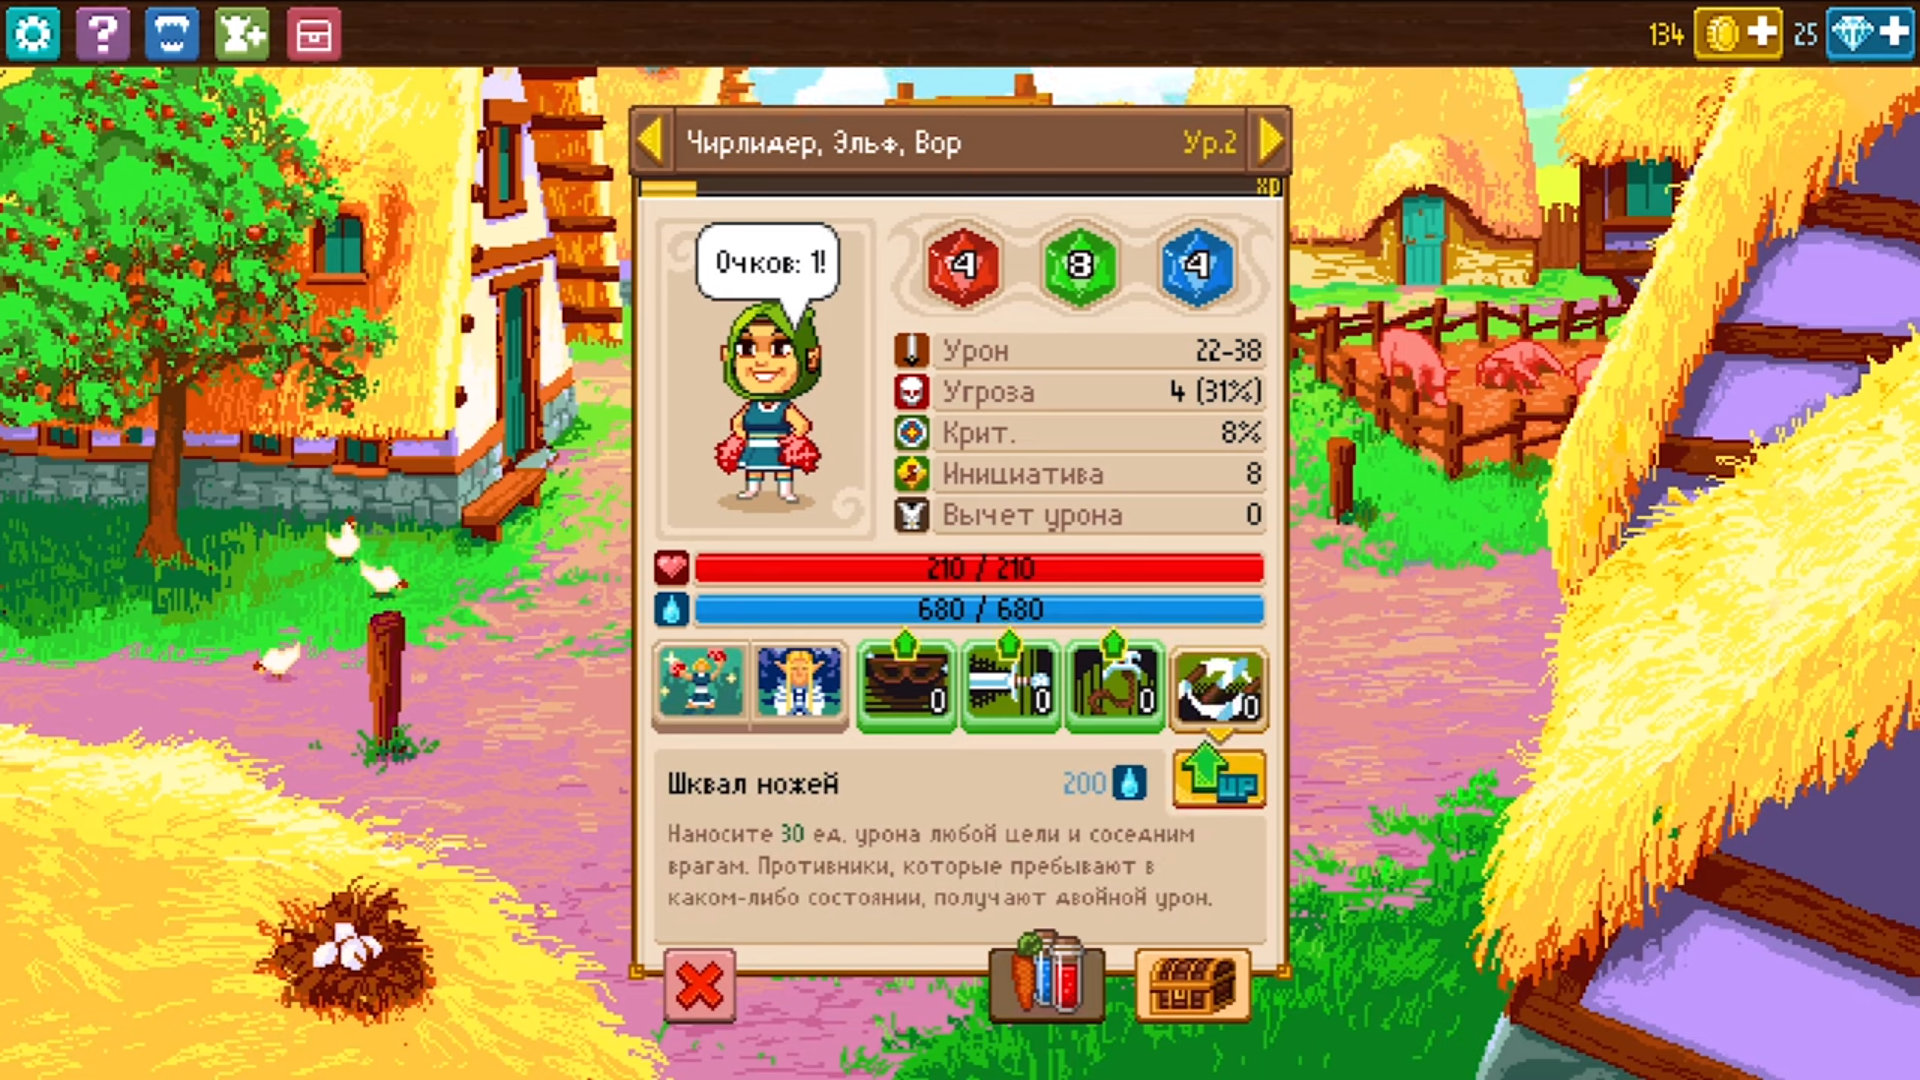 134
25
Чирлидер, Эльф, Вор
Ур.2
xp
Очков: 1!
4
8
4
Урон 22-38
Угроза 4 (31%)
Крит. 8%
Инициатива 8
Вычет урона 0
210 / 210
680 / 680
0
0
0
0
Шквал ножей
200
UP
Наносите 30 ед. урона любой цели и соседним
врагам. Противники, которые пребывают в
каком-либо состоянии, получают двойной урон.